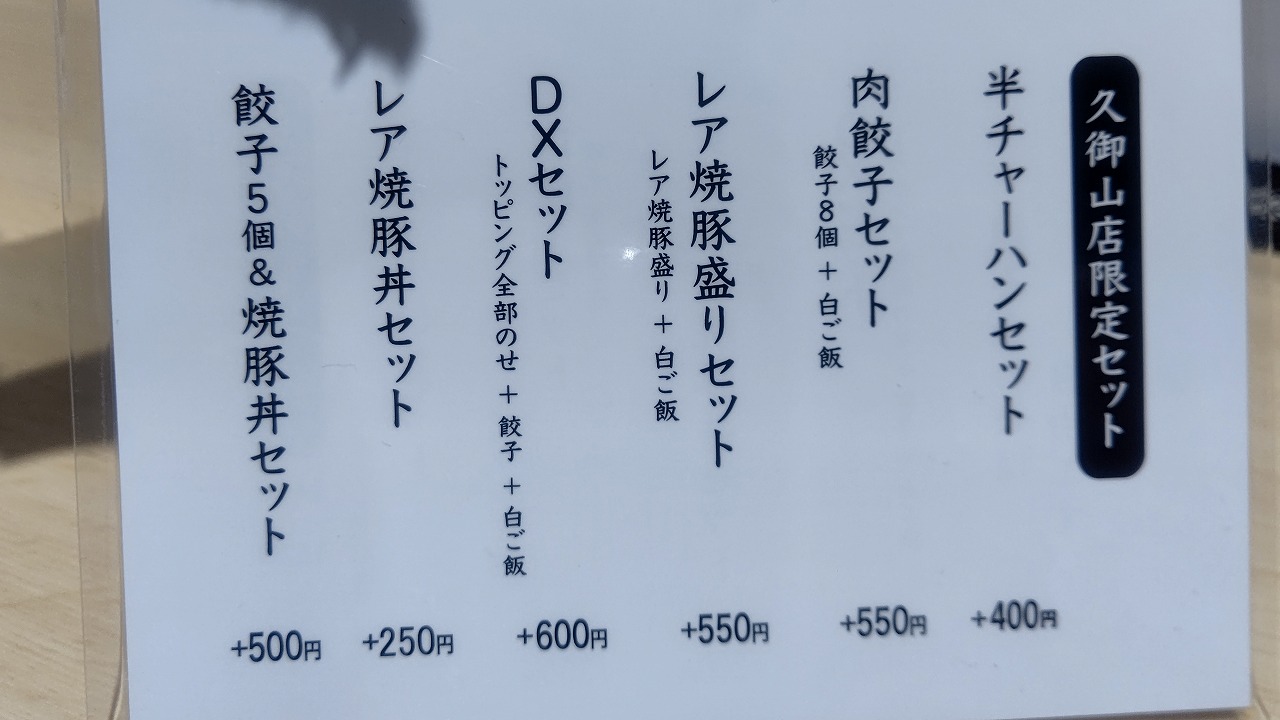 久御山店限定セット
半チャーハンセット
+400円
肉餃子セット
餃子8個 + 白ご飯
+550円
レア焼豚盛りセット
レア焼豚盛り + 白ご飯
+550円
DXセット
トッピング全部のせ + 餃子 + 白ご飯
+600円
レア焼豚丼セット
+250円
餃子5個&焼豚丼セット
+500円